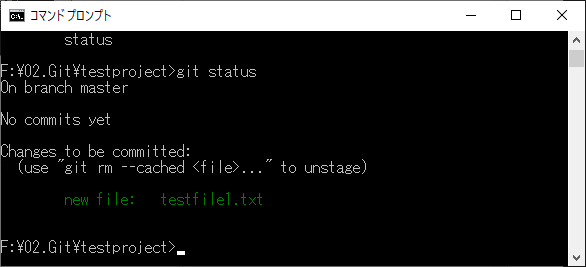 コマンド プロンプト
status
F:¥02.Git¥testproject>git status
On branch master
No commits yet
Changes to be committed:
(use "git rm --cached <file>..." to unstage)
new file:   testfile1.txt
F:¥02.Git¥testproject>